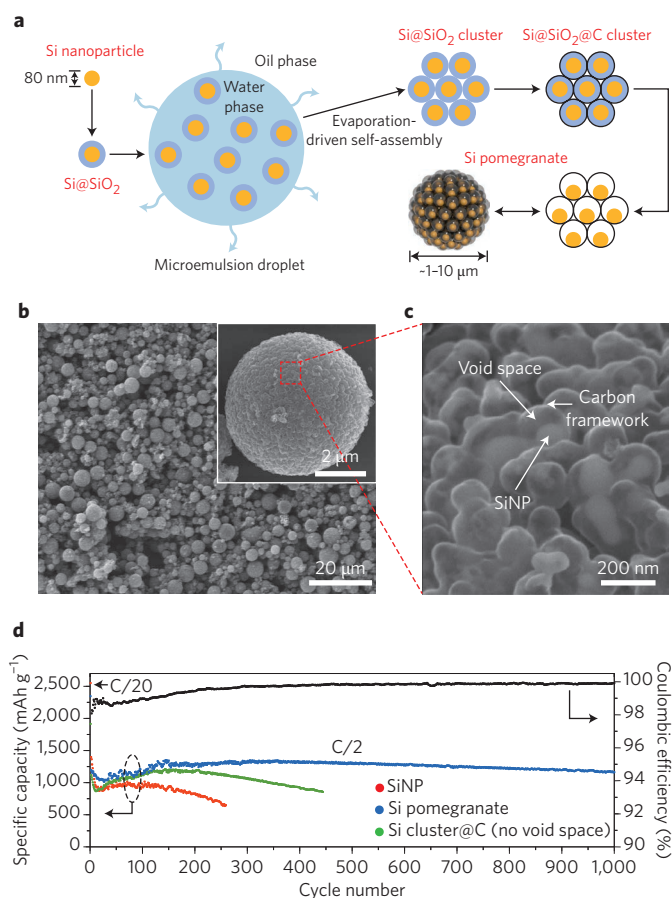 a
Si nanoparticle
80 nm
Si@SiO₂
Oil phase
Water
phase
Microemulsion droplet
Evaporation-
driven self-assembly
Si@SiO₂ cluster
Si@SiO₂@C cluster
Si pomegranate
~1–10 μm
b
2 μm
20 μm
c
Void space
Carbon
framework
SiNP
200 nm
d
Specific capacity (mAh g⁻¹)
2,500
2,000
1,500
1,000
500
0
C/20
C/2
SiNP
Si pomegranate
Si cluster@C (no void space)
100
98
96
94
92
90
Coulombic efficiency (%)
0 100 200 300 400 500 600 700 800 900 1,000
Cycle number